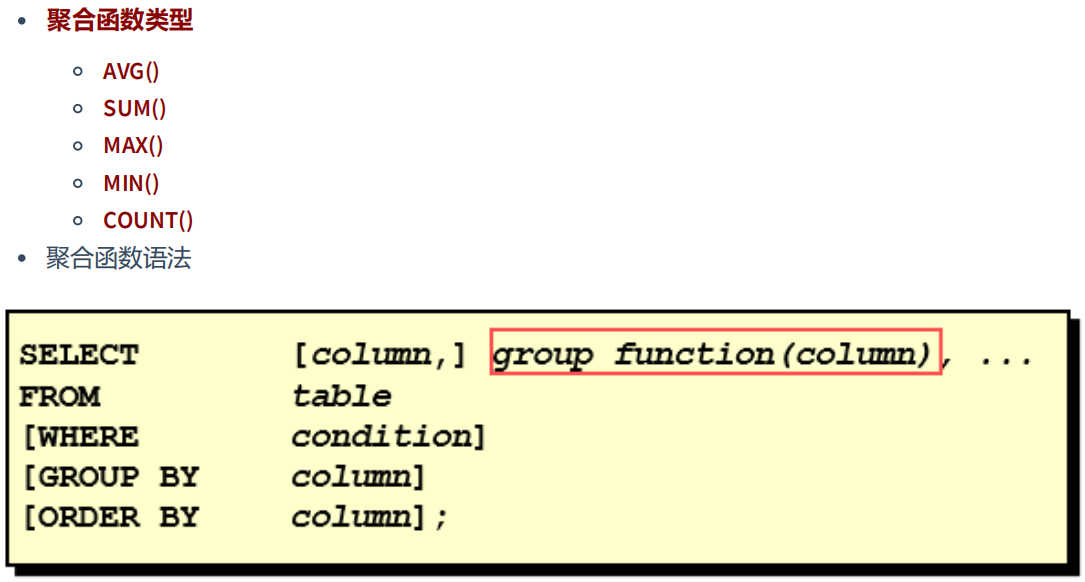 聚合函数类型
AVG()
SUM()
MAX()
MIN()
COUNT()
聚合函数语法
SELECT [column,] group function(column), ...
FROM table
[WHERE condition]
[GROUP BY column]
[ORDER BY column];